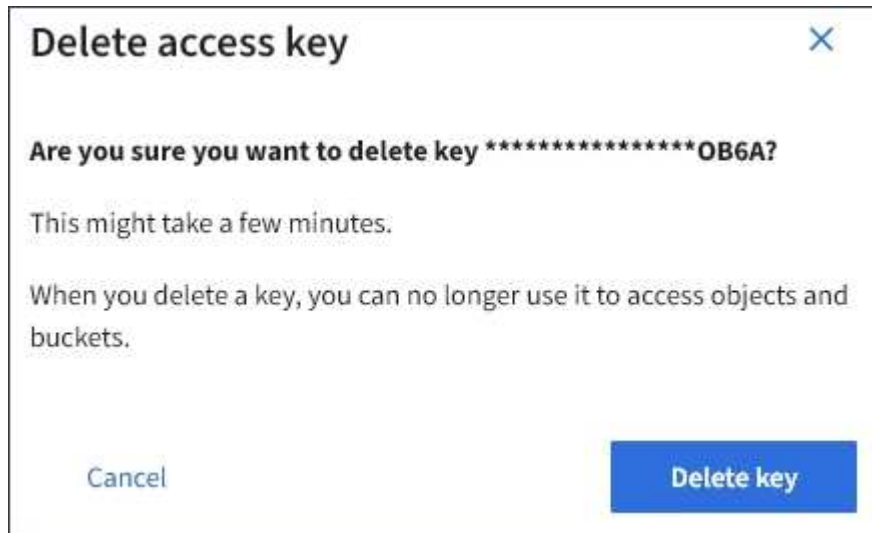 Delete access key
Are you sure you want to delete key ****************OB6A?
This might take a few minutes.
When you delete a key, you can no longer use it to access objects and
buckets.
Cancel
Delete key